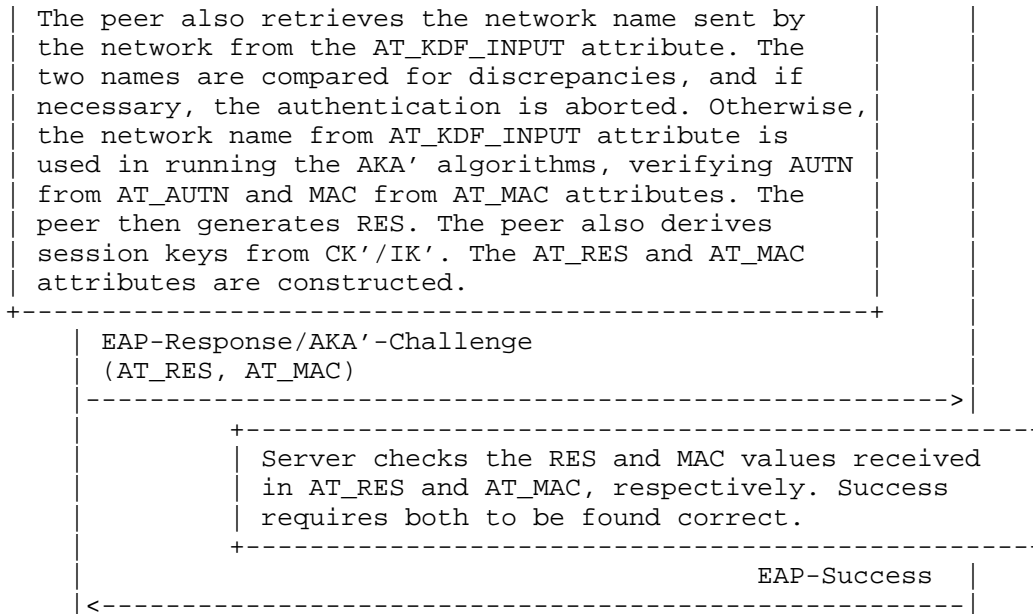 The peer also retrieves the network name sent by
the network from the AT_KDF_INPUT attribute. The
two names are compared for discrepancies, and if
necessary, the authentication is aborted. Otherwise,
the network name from AT_KDF_INPUT attribute is
used in running the AKA’ algorithms, verifying AUTN
from AT_AUTN and MAC from AT_MAC attributes. The
peer then generates RES. The peer also derives
session keys from CK’/IK’. The AT_RES and AT_MAC
attributes are constructed.
EAP-Response/AKA’-Challenge
(AT_RES, AT_MAC)
Server checks the RES and MAC values received
in AT_RES and AT_MAC, respectively. Success
requires both to be found correct.
EAP-Success